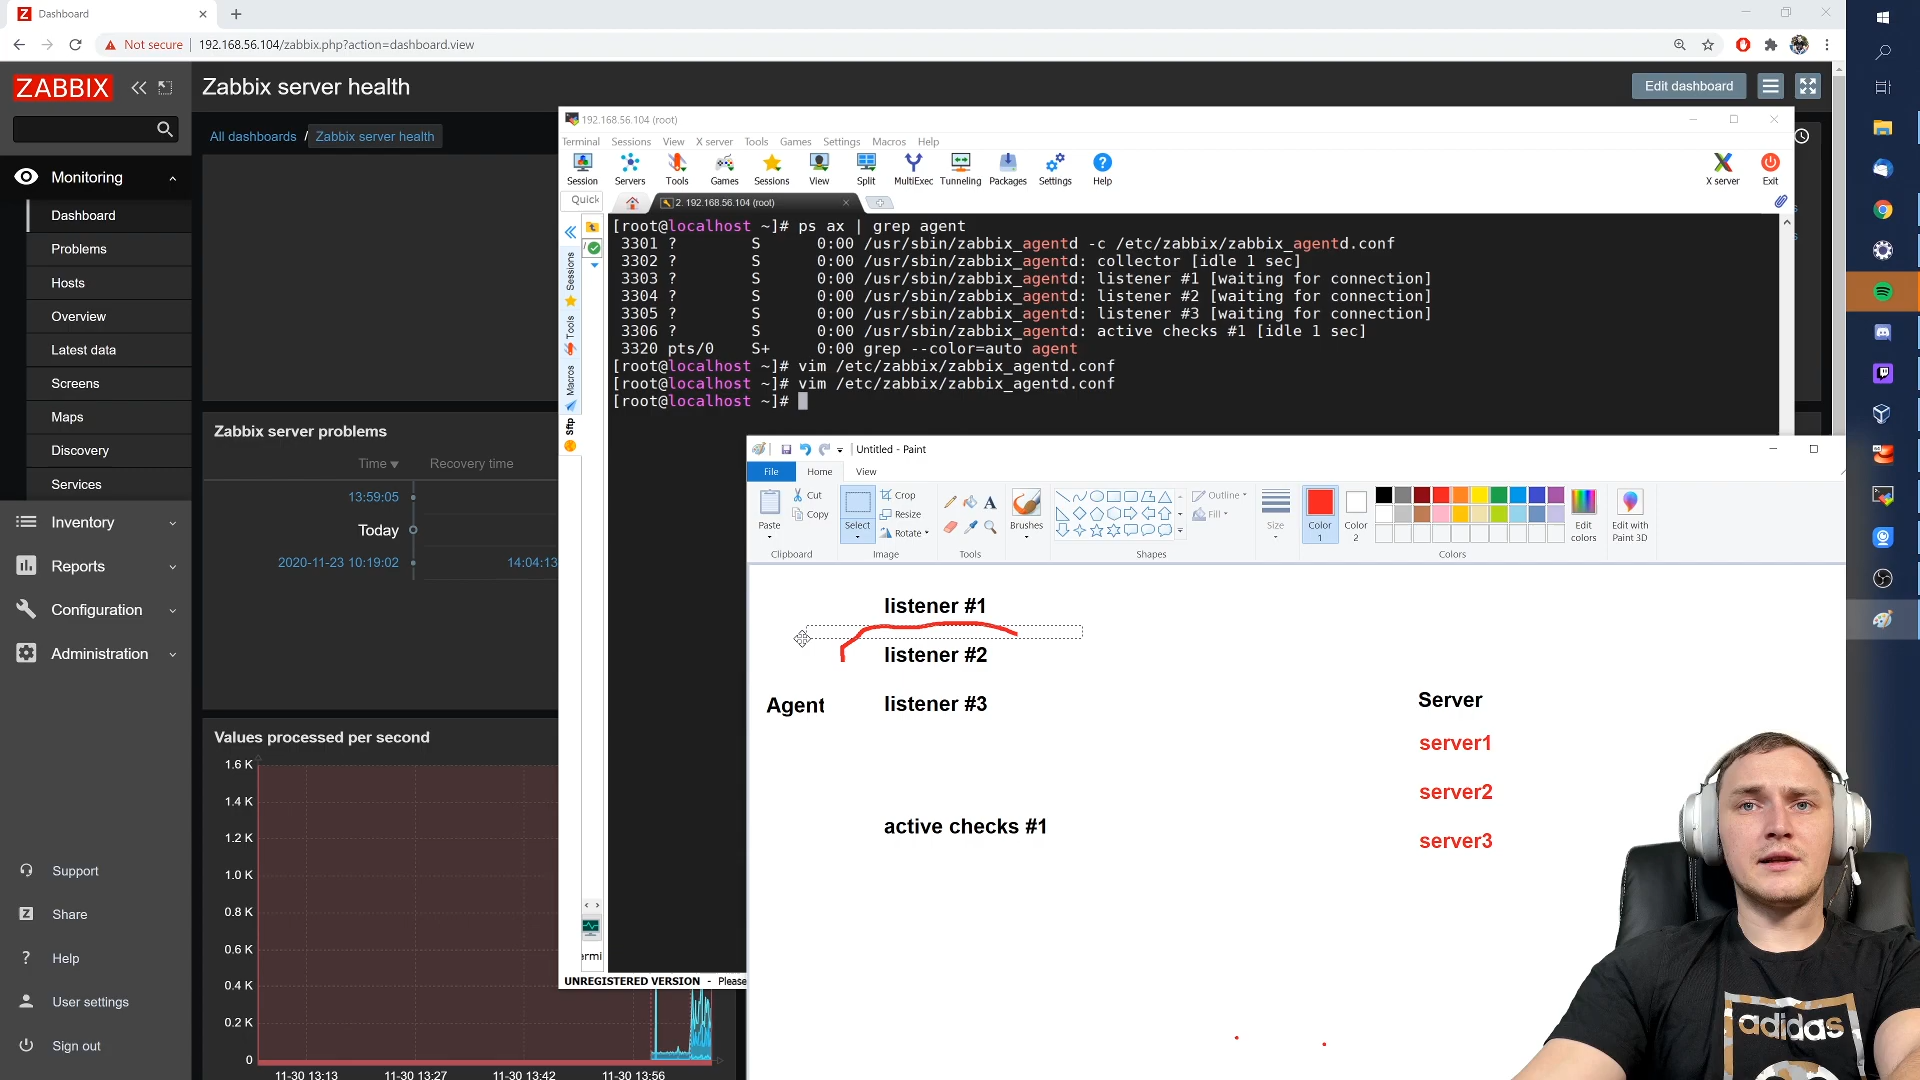 Dashboard
Not secure
192.168.56.104/zabbix.php?action=dashboard.view
ZABBIX
Zabbix server health
Edit dashboard
All dashboards / Zabbix server health
Monitoring
Dashboard
Problems
Hosts
Overview
Latest data
Screens
Maps
Discovery
Services
Inventory
Reports
Configuration
Administration
Support
Share
Help
User settings
Sign out
Zabbix server problems
Time Recovery time
13:59:05
Today
2020-11-23 10:19:02 14:04:13
Values processed per second
1.6 K
1.4 K
1.2 K
1.0 K
0.8 K
0.6 K
0.4 K
0.2 K
0
11-30 13:13 11-30 13:27 11-30 13:42 11-30 13:56
192.168.56.104 (root)
Terminal Sessions View X server Tools Games Settings Macros Help
Session Servers Tools Games Sessions View Split MultiExec Tunneling Packages Settings Help X server Exit
Quick
2. 192.168.56.104 (root)
Sessions
Tools
Macros
Sftp
[root@localhost ~]# ps ax | grep agent
3301 ? S 0:00 /usr/sbin/zabbix_agentd -c /etc/zabbix/zabbix_agentd.conf
3302 ? S 0:00 /usr/sbin/zabbix_agentd: collector [idle 1 sec]
3303 ? S 0:00 /usr/sbin/zabbix_agentd: listener #1 [waiting for connection]
3304 ? S 0:00 /usr/sbin/zabbix_agentd: listener #2 [waiting for connection]
3305 ? S 0:00 /usr/sbin/zabbix_agentd: listener #3 [waiting for connection]
3306 ? S 0:00 /usr/sbin/zabbix_agentd: active checks #1 [idle 1 sec]
3320 pts/0 S+ 0:00 grep --color=auto agent
[root@localhost ~]# vim /etc/zabbix/zabbix_agentd.conf
[root@localhost ~]# vim /etc/zabbix/zabbix_agentd.conf
[root@localhost ~]#
ermi
UNREGISTERED VERSION - Please
Untitled - Paint
File Home View
Paste
Cut
Copy
Clipboard
Select
Crop
Resize
Rotate
Image
Tools
Brushes
Outline
Fill
Shapes
Size
Color 1
Color 2
Edit colors
Colors
Edit with Paint 3D
listener #1
listener #2
Agent listener #3
active checks #1
Server
server1
server2
server3
adidas